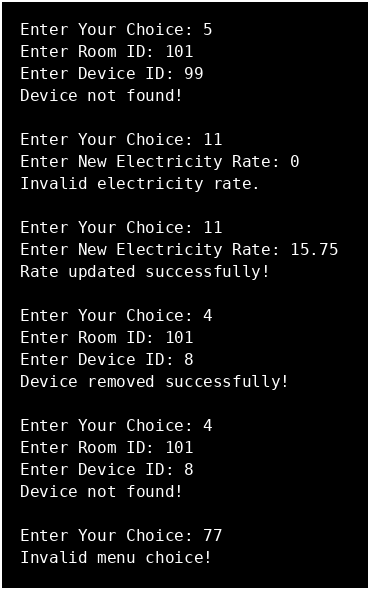 Enter Your Choice: 5
Enter Room ID: 101
Enter Device ID: 99
Device not found!

Enter Your Choice: 11
Enter New Electricity Rate: 0
Invalid electricity rate.

Enter Your Choice: 11
Enter New Electricity Rate: 15.75
Rate updated successfully!

Enter Your Choice: 4
Enter Room ID: 101
Enter Device ID: 8
Device removed successfully!

Enter Your Choice: 4
Enter Room ID: 101
Enter Device ID: 8
Device not found!

Enter Your Choice: 77
Invalid menu choice!